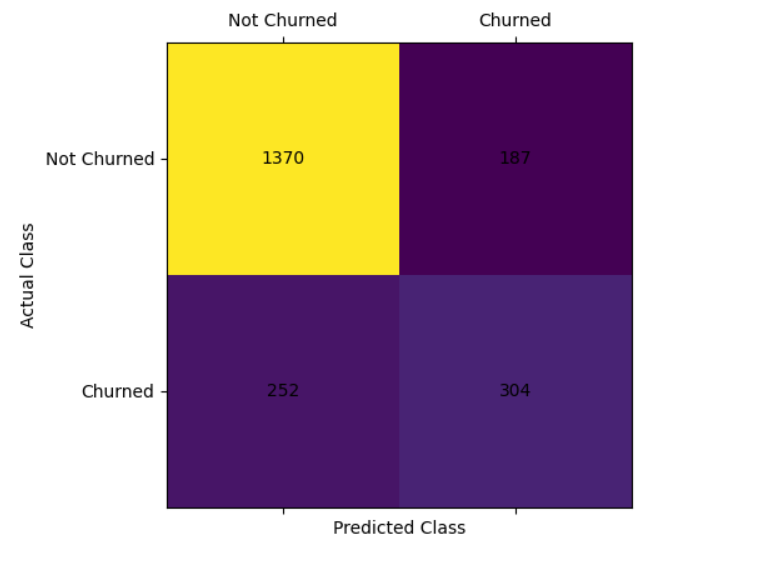 Not Churned Churned
Not Churned 1370 187
Actual Class
Churned 252 304
Predicted Class